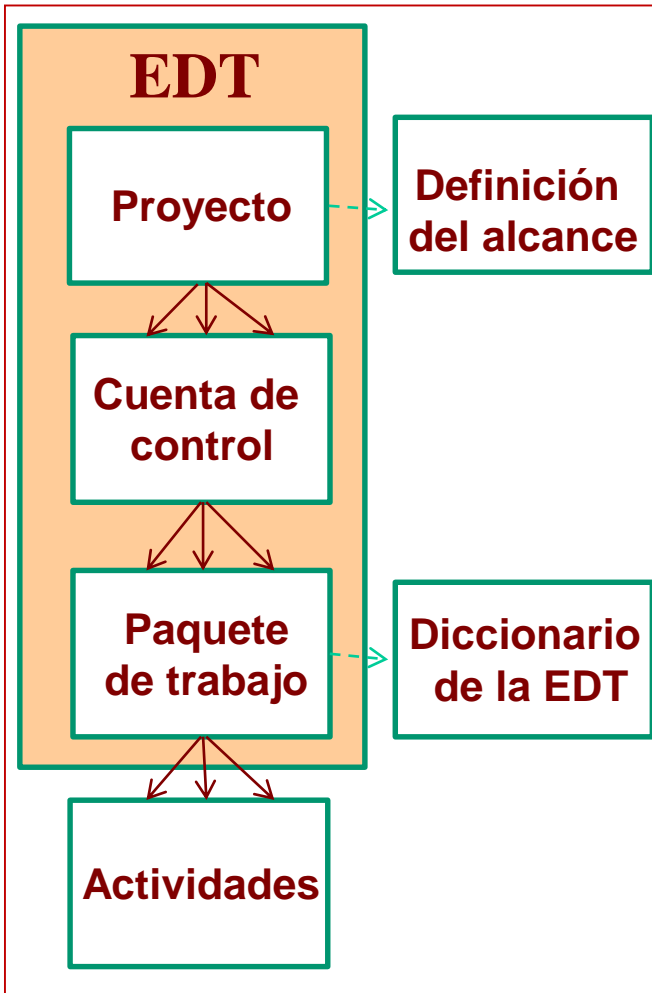 EDT
Proyecto
Definición
del alcance
Cuenta de
control
Paquete
de trabajo
Diccionario
de la EDT
Actividades